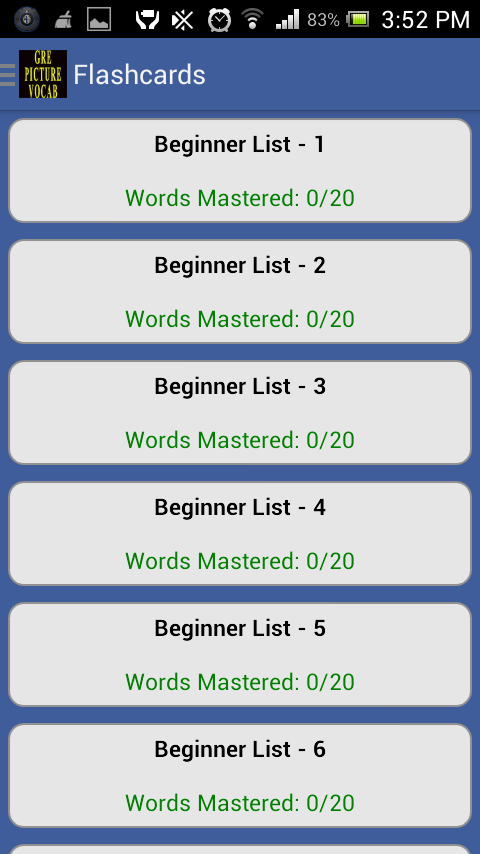 83% 3:52 PM
GRE
PICTURE
VOCAB
Flashcards
Beginner List - 1
Words Mastered: 0/20
Beginner List - 2
Words Mastered: 0/20
Beginner List - 3
Words Mastered: 0/20
Beginner List - 4
Words Mastered: 0/20
Beginner List - 5
Words Mastered: 0/20
Beginner List - 6
Words Mastered: 0/20